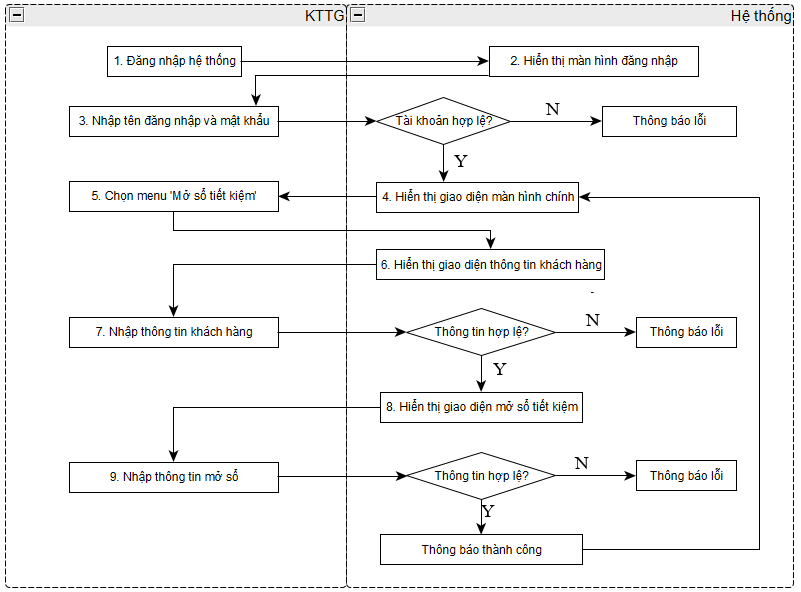 KTTG
Hệ thống
1. Đăng nhập hệ thống
2. Hiển thị màn hình đăng nhập
3. Nhập tên đăng nhập và mật khẩu
Tài khoản hợp lệ?
N
Thông báo lỗi
Y
5. Chọn menu 'Mở sổ tiết kiệm'
4. Hiển thị giao diện màn hình chính
6. Hiển thị giao diện thông tin khách hàng
7. Nhập thông tin khách hàng
Thông tin hợp lệ?
N
Thông báo lỗi
Y
8. Hiển thị giao diện mở sổ tiết kiệm
9. Nhập thông tin mở sổ
Thông tin hợp lệ?
N
Thông báo lỗi
Y
Thông báo thành công